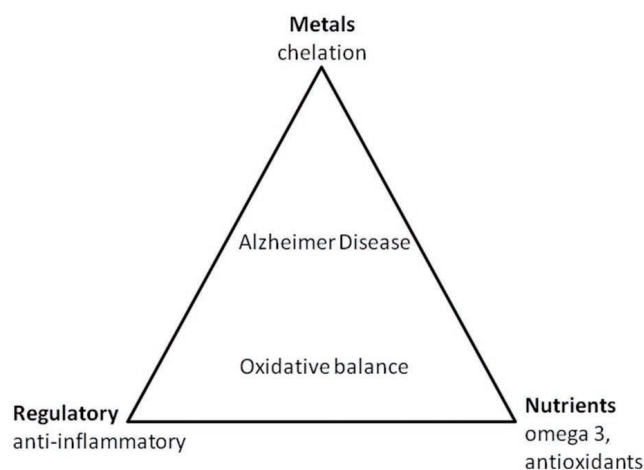 Metals
chelation
Alzheimer Disease
Oxidative balance
Regulatory
anti-inflammatory
Nutrients
omega 3,
antioxidants